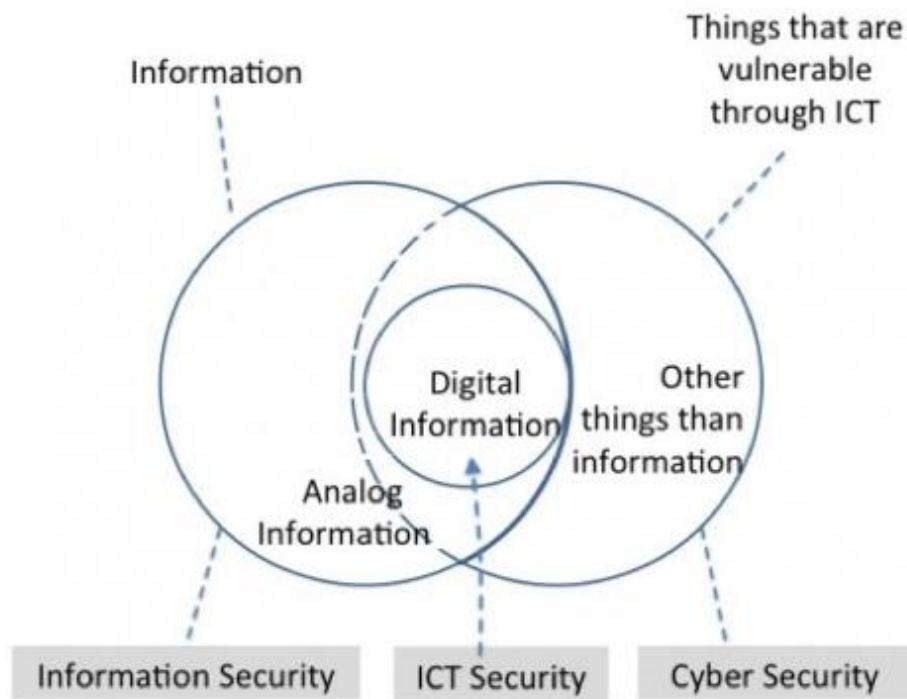 Information
Things that are
vulnerable
through ICT
Digital
Information
Other
things than
information
Analog
Information
Information Security
ICT Security
Cyber Security